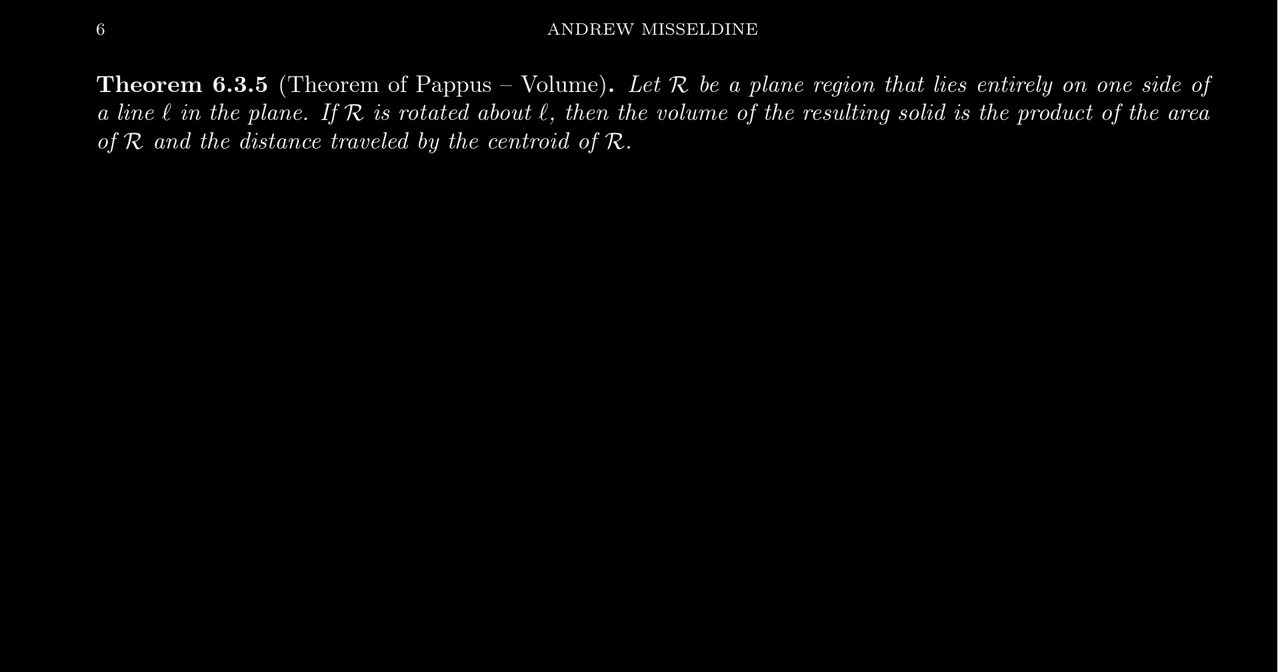 6
ANDREW MISSELDINE
Theorem 6.3.5 (Theorem of Pappus – Volume). Let ℛ be a plane region that lies entirely on one side of
a line ℓ in the plane. If ℛ is rotated about ℓ, then the volume of the resulting solid is the product of the area
of ℛ and the distance traveled by the centroid of ℛ.